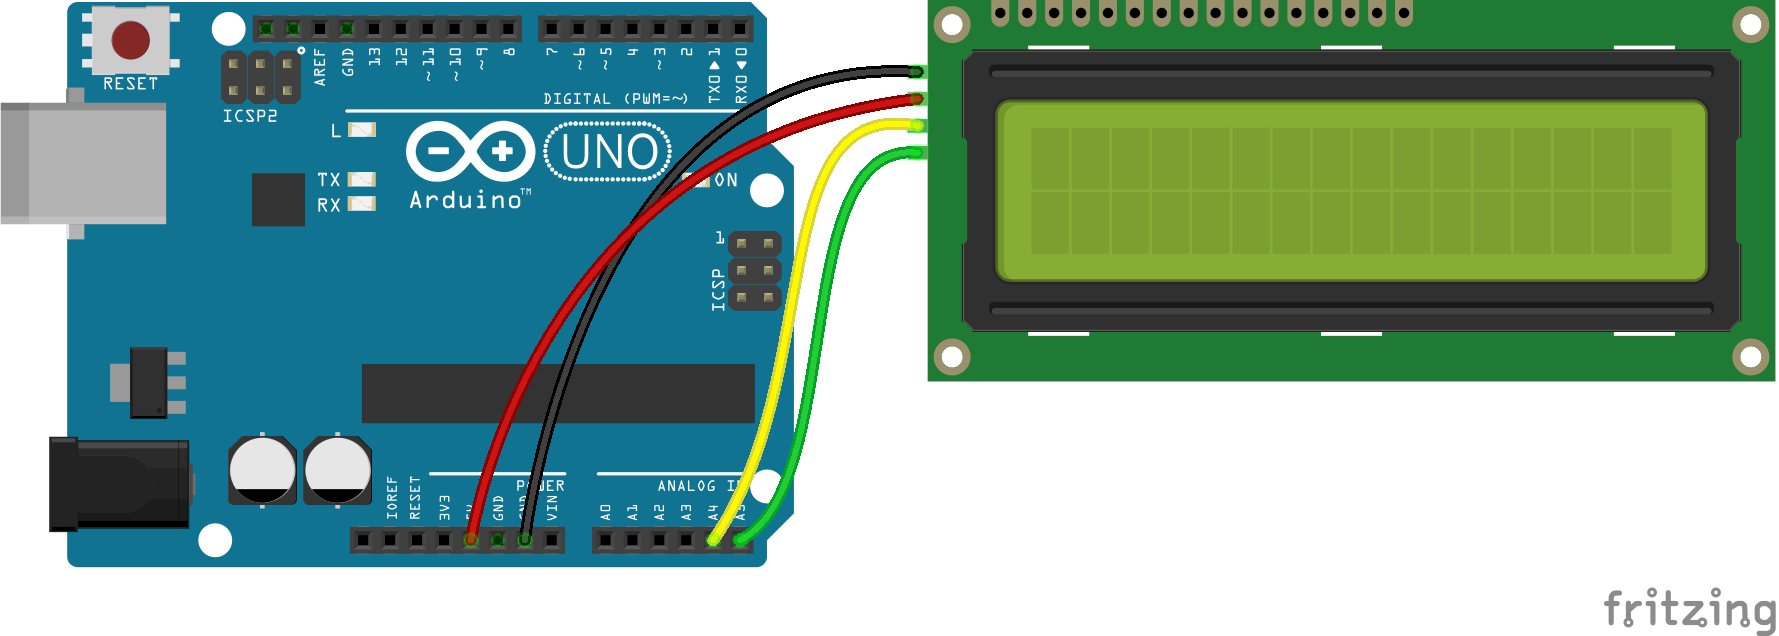 RESET
ICSP2
AREF
GND
13
12
~11
~10
~9
8
7
~6
~5
4
~3
2
TX0▶1
RX0◀0
DIGITAL (PWM=~)
L
TX
RX
Arduino™
UNO
ON
1
ICSP
POWER
ANALOG IN
IOREF
RESET
3V3
5V
GND
GND
VIN
A0
A1
A2
A3
A4
A5
fritzing